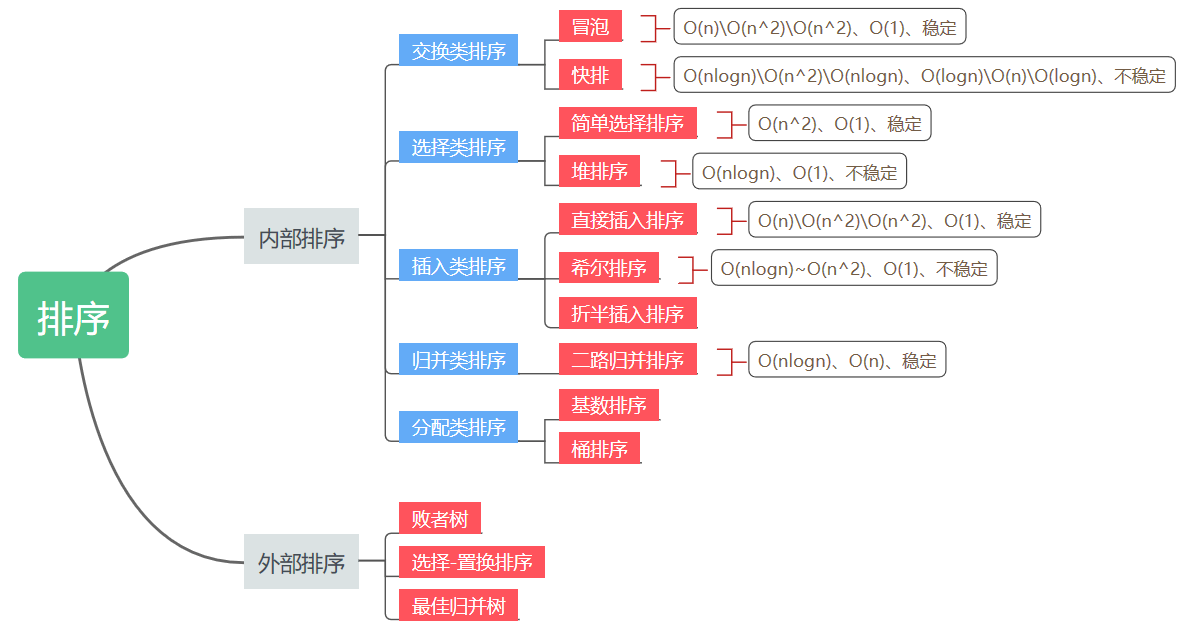 排序
内部排序
交换类排序
冒泡
O(n)\O(n^2)\O(n^2)、O(1)、稳定
快排
O(nlogn)\O(n^2)\O(nlogn)、O(logn)\O(n)\O(logn)、不稳定
选择类排序
简单选择排序
O(n^2)、O(1)、稳定
堆排序
O(nlogn)、O(1)、不稳定
插入类排序
直接插入排序
O(n)\O(n^2)\O(n^2)、O(1)、稳定
希尔排序
O(nlogn)~O(n^2)、O(1)、不稳定
折半插入排序
归并类排序
二路归并排序
O(nlogn)、O(n)、稳定
分配类排序
基数排序
桶排序
外部排序
败者树
选择-置换排序
最佳归并树